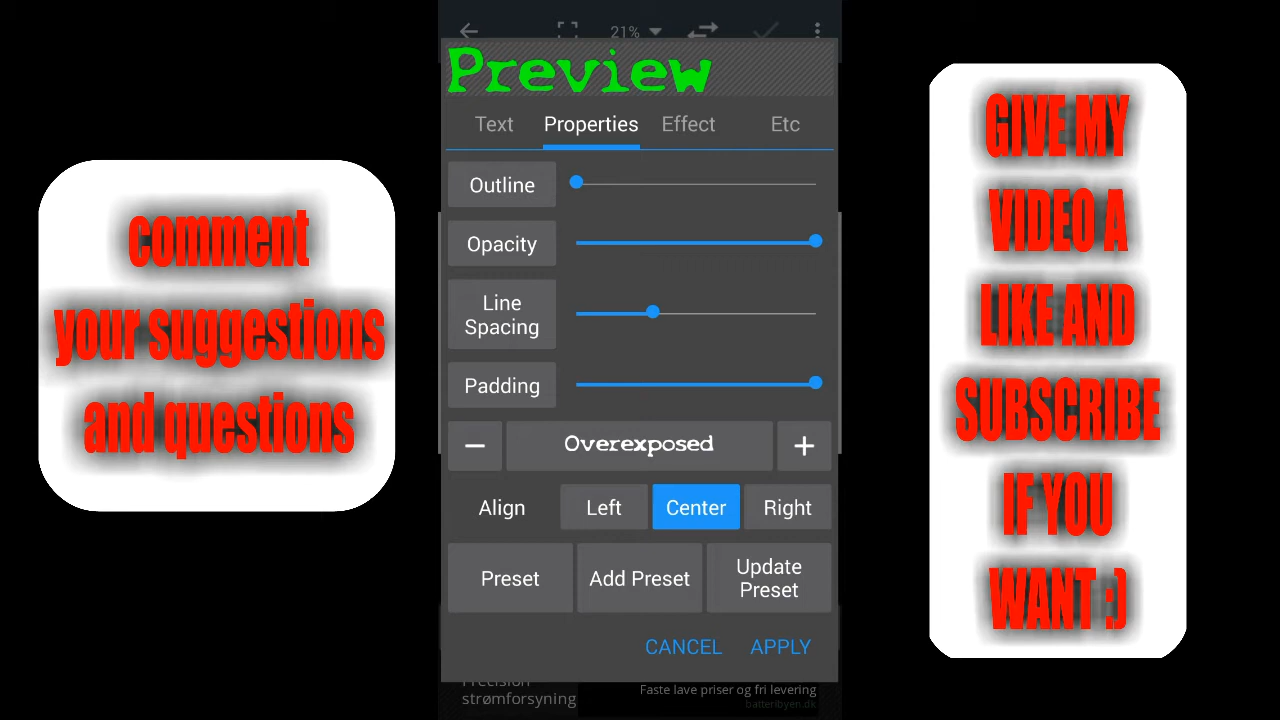 comment
your suggestions
and questions
21%
Preview
Text Properties Effect Etc
Outline
Opacity
Line
Spacing
Padding
− Overexposed +
Align Left Center Right
Preset Add Preset Update
Preset
CANCEL APPLY
Precision
strømforsyning
Faste lave priser og fri levering
batteribyen.dk
GIVE MY
VIDEO A
LIKE AND
SUBSCRIBE
IF YOU
WANT :)